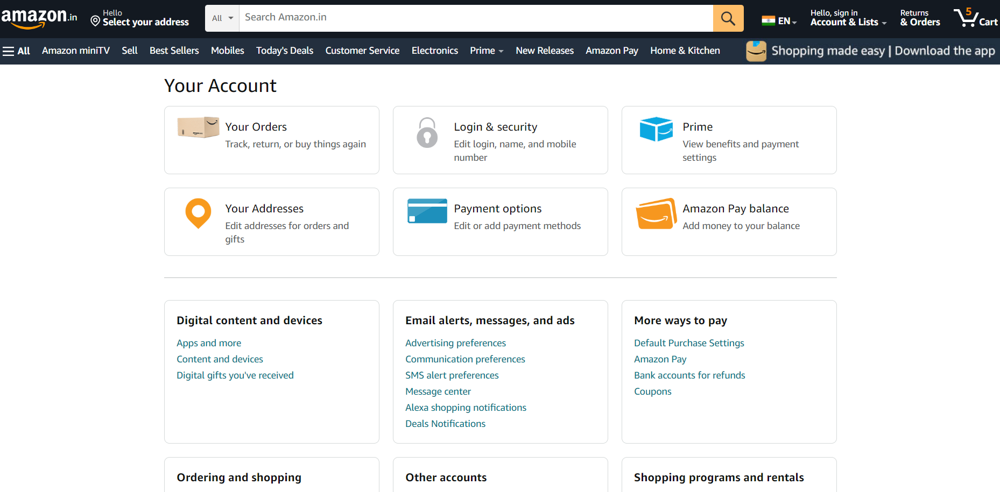 amazon.in
Hello
Select your address
All
Search Amazon.in
EN
Hello, sign in
Account & Lists
Returns
& Orders
5
Cart
All
Amazon miniTV
Sell
Best Sellers
Mobiles
Today's Deals
Customer Service
Electronics
Prime
New Releases
Amazon Pay
Home & Kitchen
Shopping made easy | Download the app
Your Account
Your Orders
Track, return, or buy things again
Login & security
Edit login, name, and mobile
number
Prime
View benefits and payment
settings
Your Addresses
Edit addresses for orders and
gifts
Payment options
Edit or add payment methods
Amazon Pay balance
Add money to your balance
Digital content and devices
Apps and more
Content and devices
Digital gifts you've received
Email alerts, messages, and ads
Advertising preferences
Communication preferences
SMS alert preferences
Message center
Alexa shopping notifications
Deals Notifications
More ways to pay
Default Purchase Settings
Amazon Pay
Bank accounts for refunds
Coupons
Ordering and shopping
Other accounts
Shopping programs and rentals